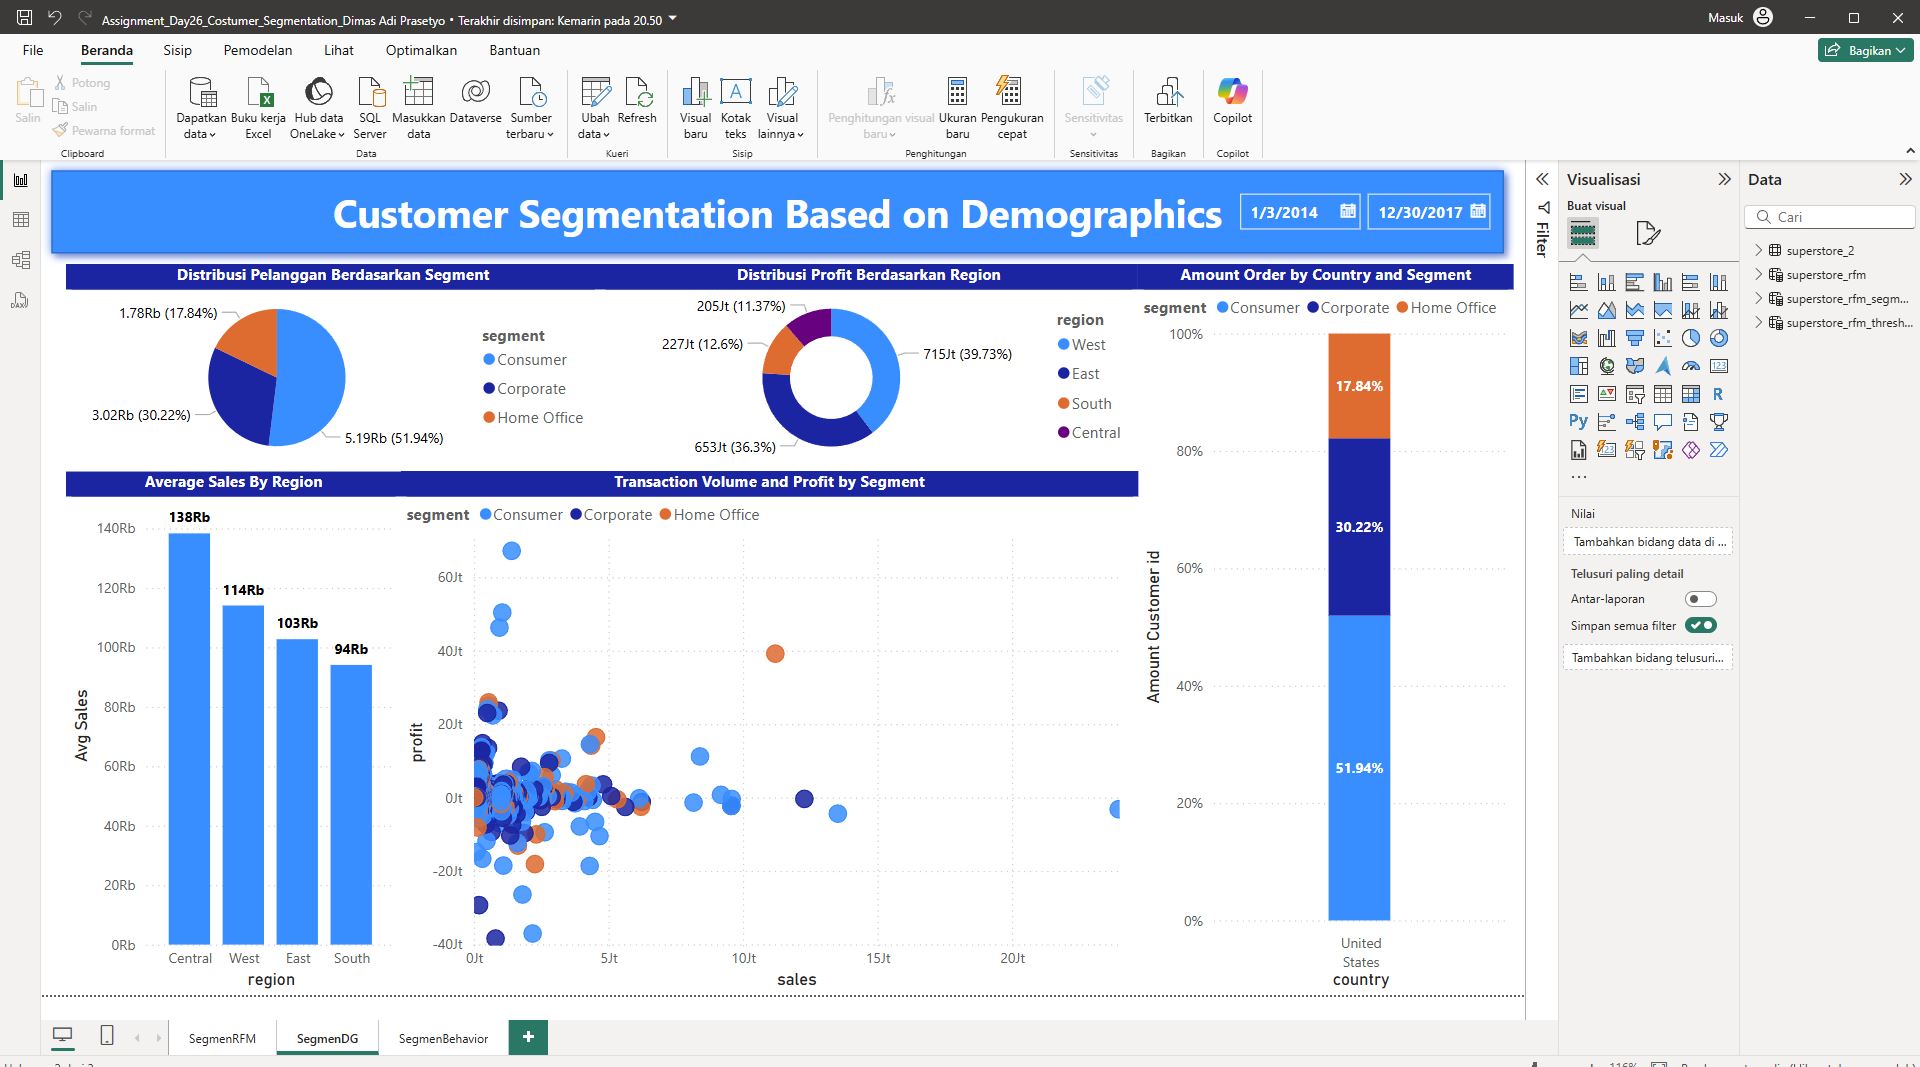 Assignment_Day26_Costumer_Segmentation_Dimas Adi Prasetyo • Terakhir disimpan: Kemarin pada 20.50
Masuk
File Beranda Sisip Pemodelan Lihat Optimalkan Bantuan
Bagikan
Salin
Potong
Salin
Pewarna format
Clipboard
Dapatkan data
Buku kerja Excel
Hub data OneLake
SQL Server
Masukkan data
Dataverse
Sumber terbaru
Data
Ubah data
Refresh
Kueri
Visual baru
Kotak teks
Visual lainnya
Sisip
Penghitungan visual baru
Ukuran baru
Pengukuran cepat
Penghitungan
Sensitivitas
Sensitivitas
Terbitkan
Bagikan
Copilot
Copilot
Customer Segmentation Based on Demographics
1/3/2014
12/30/2017
Distribusi Pelanggan Berdasarkan Segment
1.78Rb (17.84%)
3.02Rb (30.22%)
5.19Rb (51.94%)
segment
Consumer
Corporate
Home Office
Distribusi Profit Berdasarkan Region
205Jt (11.37%)
227Jt (12.6%)
715Jt (39.73%)
653Jt (36.3%)
region
West
East
South
Central
Amount Order by Country and Segment
segment Consumer Corporate Home Office
100%
80%
60%
40%
20%
0%
17.84%
30.22%
51.94%
Amount Customer id
United
States
country
Average Sales By Region
140Rb
120Rb
100Rb
80Rb
60Rb
40Rb
20Rb
0Rb
138Rb
114Rb
103Rb
94Rb
Avg Sales
Central West East South
region
Transaction Volume and Profit by Segment
segment Consumer Corporate Home Office
60Jt
40Jt
20Jt
0Jt
-20Jt
-40Jt
profit
0Jt 5Jt 10Jt 15Jt 20Jt
sales
Filter
Visualisasi
Buat visual
R
Py
123
123
...
Nilai
Tambahkan bidang data di ...
Telusuri paling detail
Antar-laporan
Simpan semua filter
Tambahkan bidang telusuri...
Data
Cari
superstore_2
superstore_rfm
superstore_rfm_segm...
superstore_rfm_thresh...
DAX
SegmenRFM SegmenDG SegmenBehavior +
116%